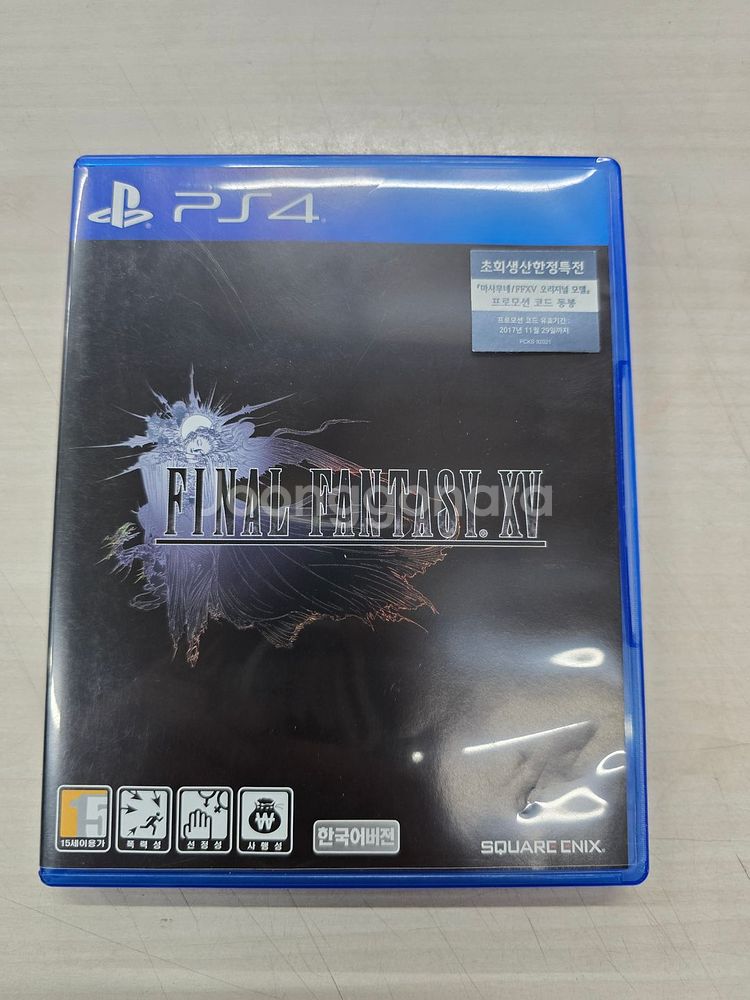 PS4
초회생산한정특전
『마사무네/FFXV 오리지널 모델』
프로모션 코드 동봉
프로모션 코드 유효기간 :
2017년 11월 29일까지
PCKS 92021
FINAL FANTASY® XV
Joonggonara
15
15세이용가
폭력성
선정성
사행성
한국어버전
SQUARE ENIX®